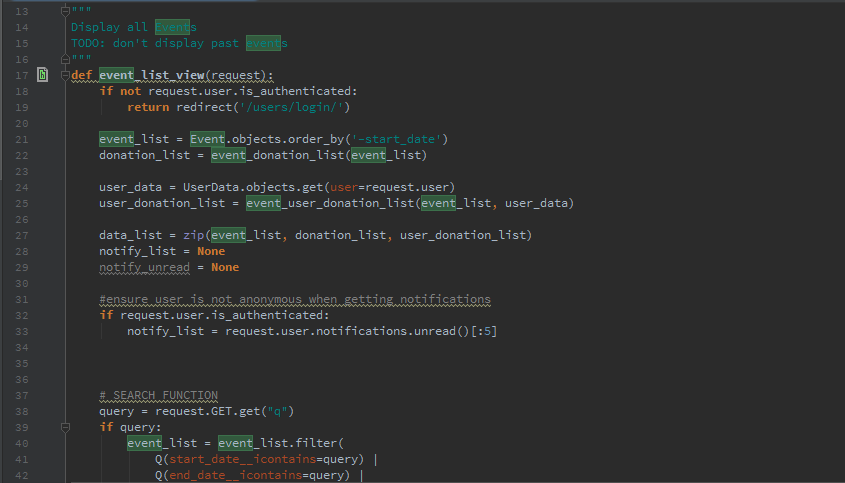 13 """
14 Display all Events
15 TODO: don't display past events
16 """
17 def event_list_view(request):
18     if not request.user.is_authenticated:
19         return redirect('/users/login/')
20
21     event_list = Event.objects.order_by('-start_date')
22     donation_list = event_donation_list(event_list)
23
24     user_data = UserData.objects.get(user=request.user)
25     user_donation_list = event_user_donation_list(event_list, user_data)
26
27     data_list = zip(event_list, donation_list, user_donation_list)
28     notify_list = None
29     notify_unread = None
30
31     #ensure user is not anonymous when getting notifications
32     if request.user.is_authenticated:
33         notify_list = request.user.notifications.unread()[:5]
34
35
36
37     # SEARCH FUNCTION
38     query = request.GET.get("q")
39     if query:
40         event_list = event_list.filter(
41             Q(start_date__icontains=query) |
42             Q(end_date__icontains=query) |